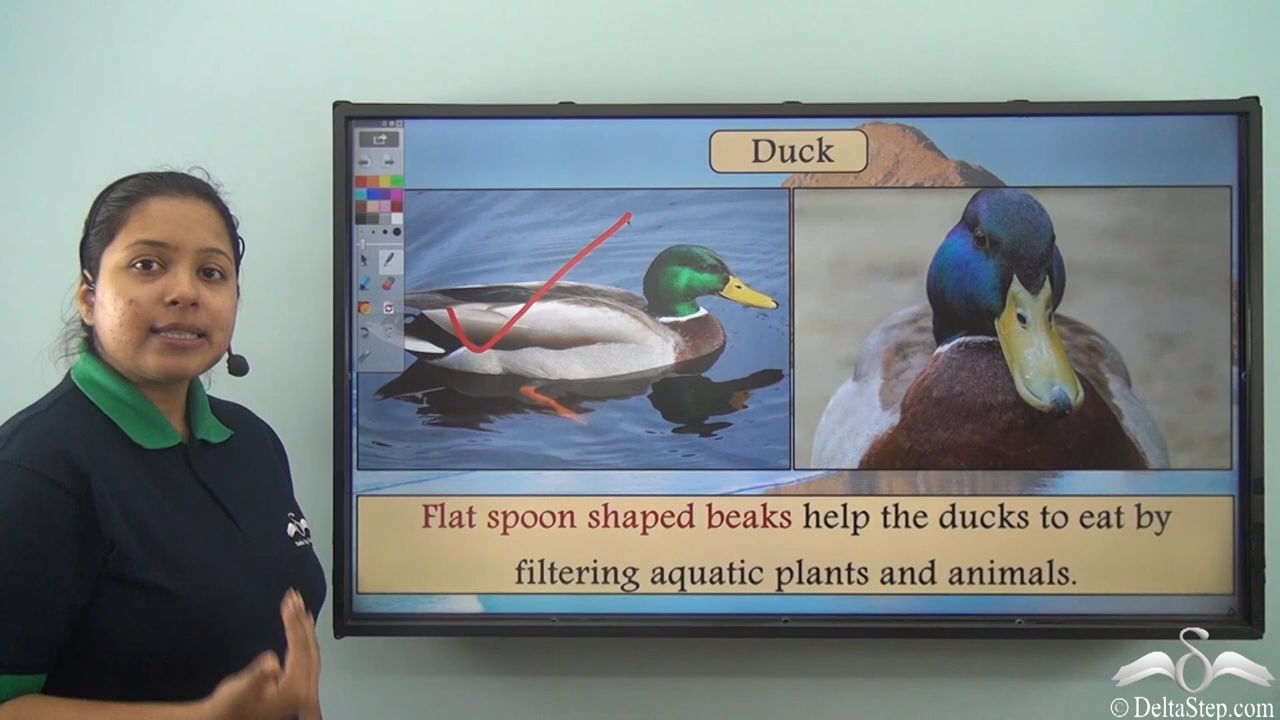 Duck
Flat spoon shaped beaks help the ducks to eat by
filtering aquatic plants and animals.
© DeltaStep.com